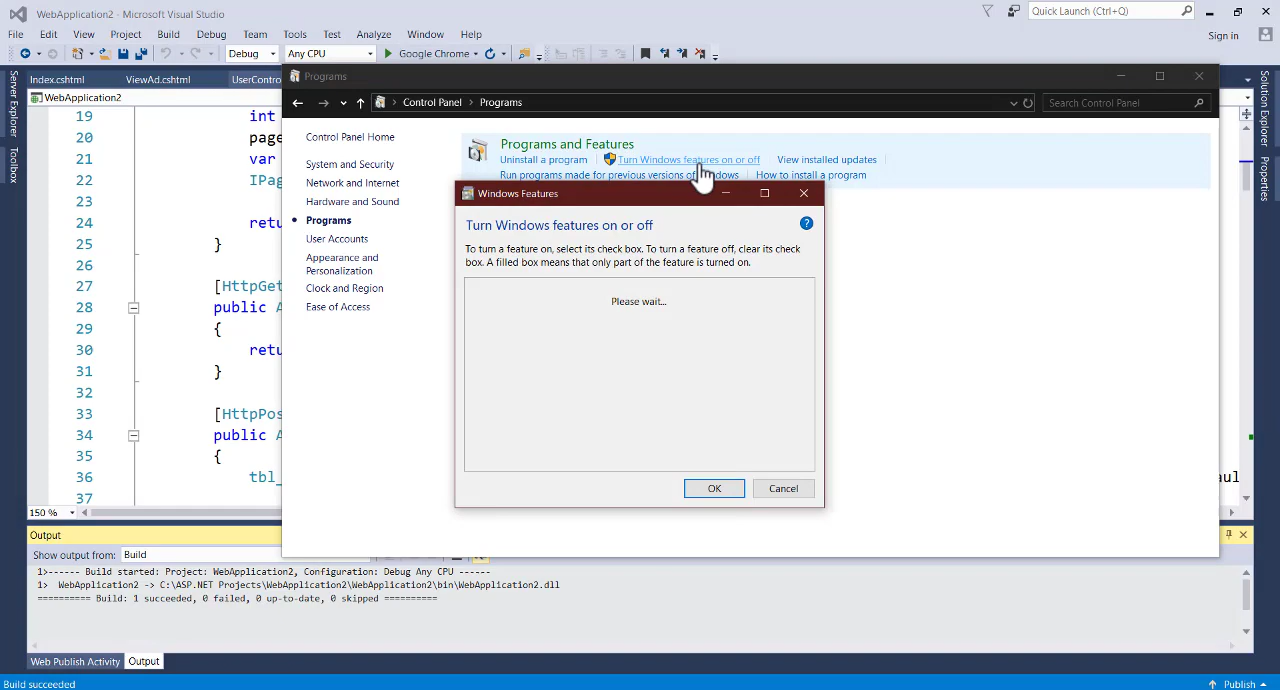 WebApplication2 - Microsoft Visual Studio
Quick Launch (Ctrl+Q)
File Edit View Project Build Debug Team Tools Test Analyze Window Help
Sign in
Debug Any CPU Google Chrome
Index.cshtml ViewAd.cshtml UserContro
WebApplication2
Server Explorer
Toolbox
Solution Explorer
Properties
19 int
20 page
21 var
22 IPag
23
24 retu
25 }
26
27 [HttpGet
28 public A
29 {
30 retu
31 }
32
33 [HttpPos
34 public A
35 {
36 tbl_ aul
37
150 %
Programs
Control Panel Programs
Search Control Panel
Control Panel Home
System and Security
Network and Internet
Hardware and Sound
Programs
User Accounts
Appearance and
Personalization
Clock and Region
Ease of Access
Programs and Features
Uninstall a program Turn Windows features on or off View installed updates
Run programs made for previous versions of Windows How to install a program
Windows Features
Turn Windows features on or off
?
To turn a feature on, select its check box. To turn a feature off, clear its check
box. A filled box means that only part of the feature is turned on.
Please wait...
OK Cancel
Output
Show output from: Build
1>------ Build started: Project: WebApplication2, Configuration: Debug Any CPU ------
1> WebApplication2 -> C:\ASP.NET Projects\WebApplication2\WebApplication2\bin\WebApplication2.dll
========== Build: 1 succeeded, 0 failed, 0 up-to-date, 0 skipped ==========
Web Publish Activity Output
Build succeeded
Publish